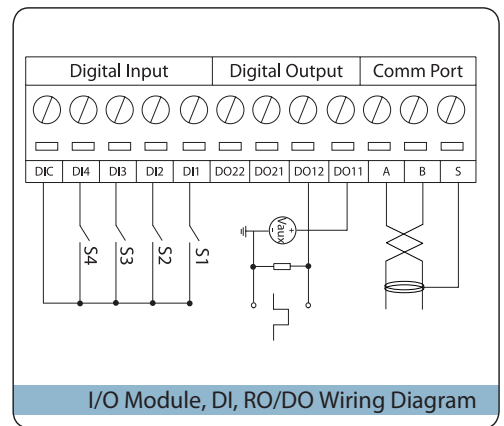 Digital Input Digital Output Comm Port
DIC DI4 DI3 DI2 DI1 DO22 DO21 DO12 DO11 A B S
S4 S3 S2 S1
- Vaux +
I/O Module, DI, RO/DO Wiring Diagram